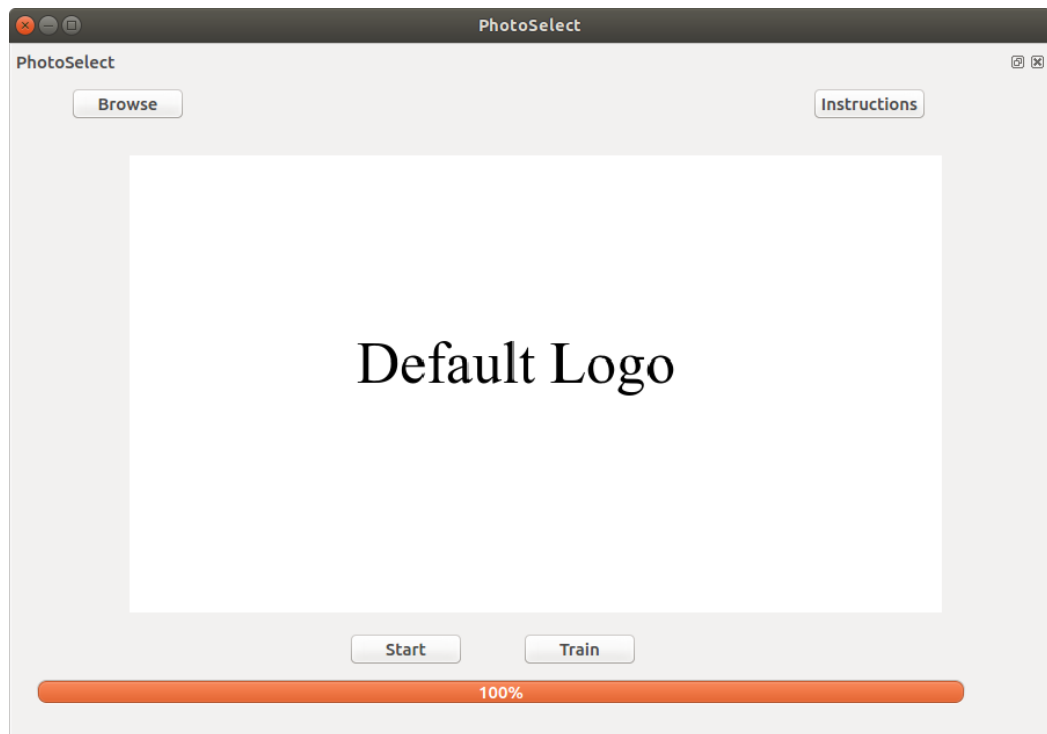 PhotoSelect
PhotoSelect
Browse
Instructions
Default Logo
Start
Train
100%